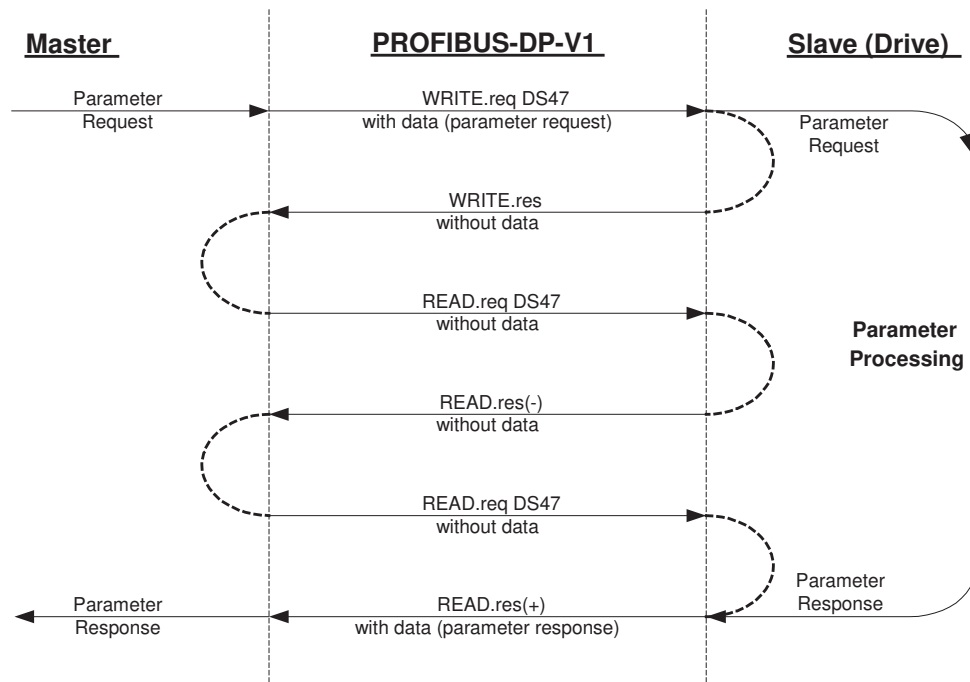 Master
PROFIBUS-DP-V1
Slave (Drive)
Parameter
Request
WRITE.req DS47
with data (parameter request)
Parameter
Request
WRITE.res
without data
READ.req DS47
without data
Parameter
Processing
READ.res(-)
without data
READ.req DS47
without data
Parameter
Response
READ.res(+)
with data (parameter response)
Parameter
Response